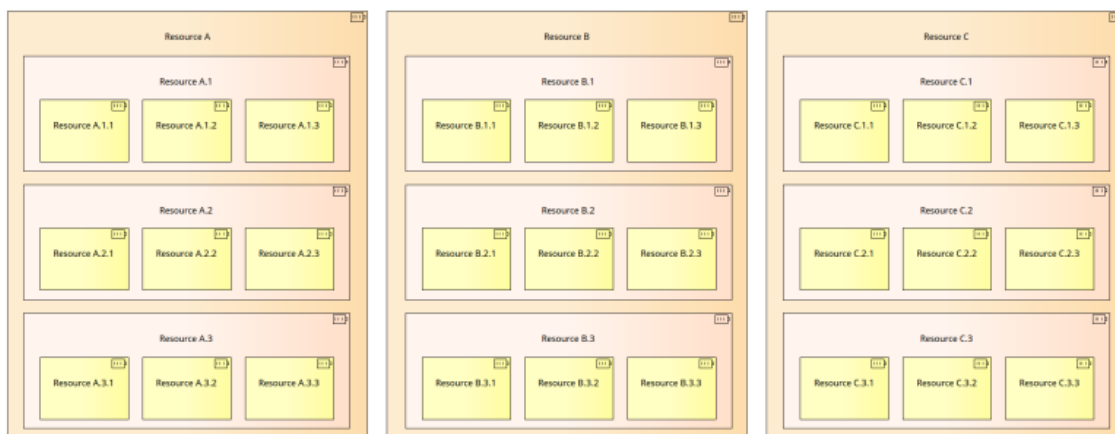 Resource A
Resource A.1
Resource A.1.1
Resource A.1.2
Resource A.1.3
Resource A.2
Resource A.2.1
Resource A.2.2
Resource A.2.3
Resource A.3
Resource A.3.1
Resource A.3.2
Resource A.3.3
Resource B
Resource B.1
Resource B.1.1
Resource B.1.2
Resource B.1.3
Resource B.2
Resource B.2.1
Resource B.2.2
Resource B.2.3
Resource B.3
Resource B.3.1
Resource B.3.2
Resource B.3.3
Resource C
Resource C.1
Resource C.1.1
Resource C.1.2
Resource C.1.3
Resource C.2
Resource C.2.1
Resource C.2.2
Resource C.2.3
Resource C.3
Resource C.3.1
Resource C.3.2
Resource C.3.3